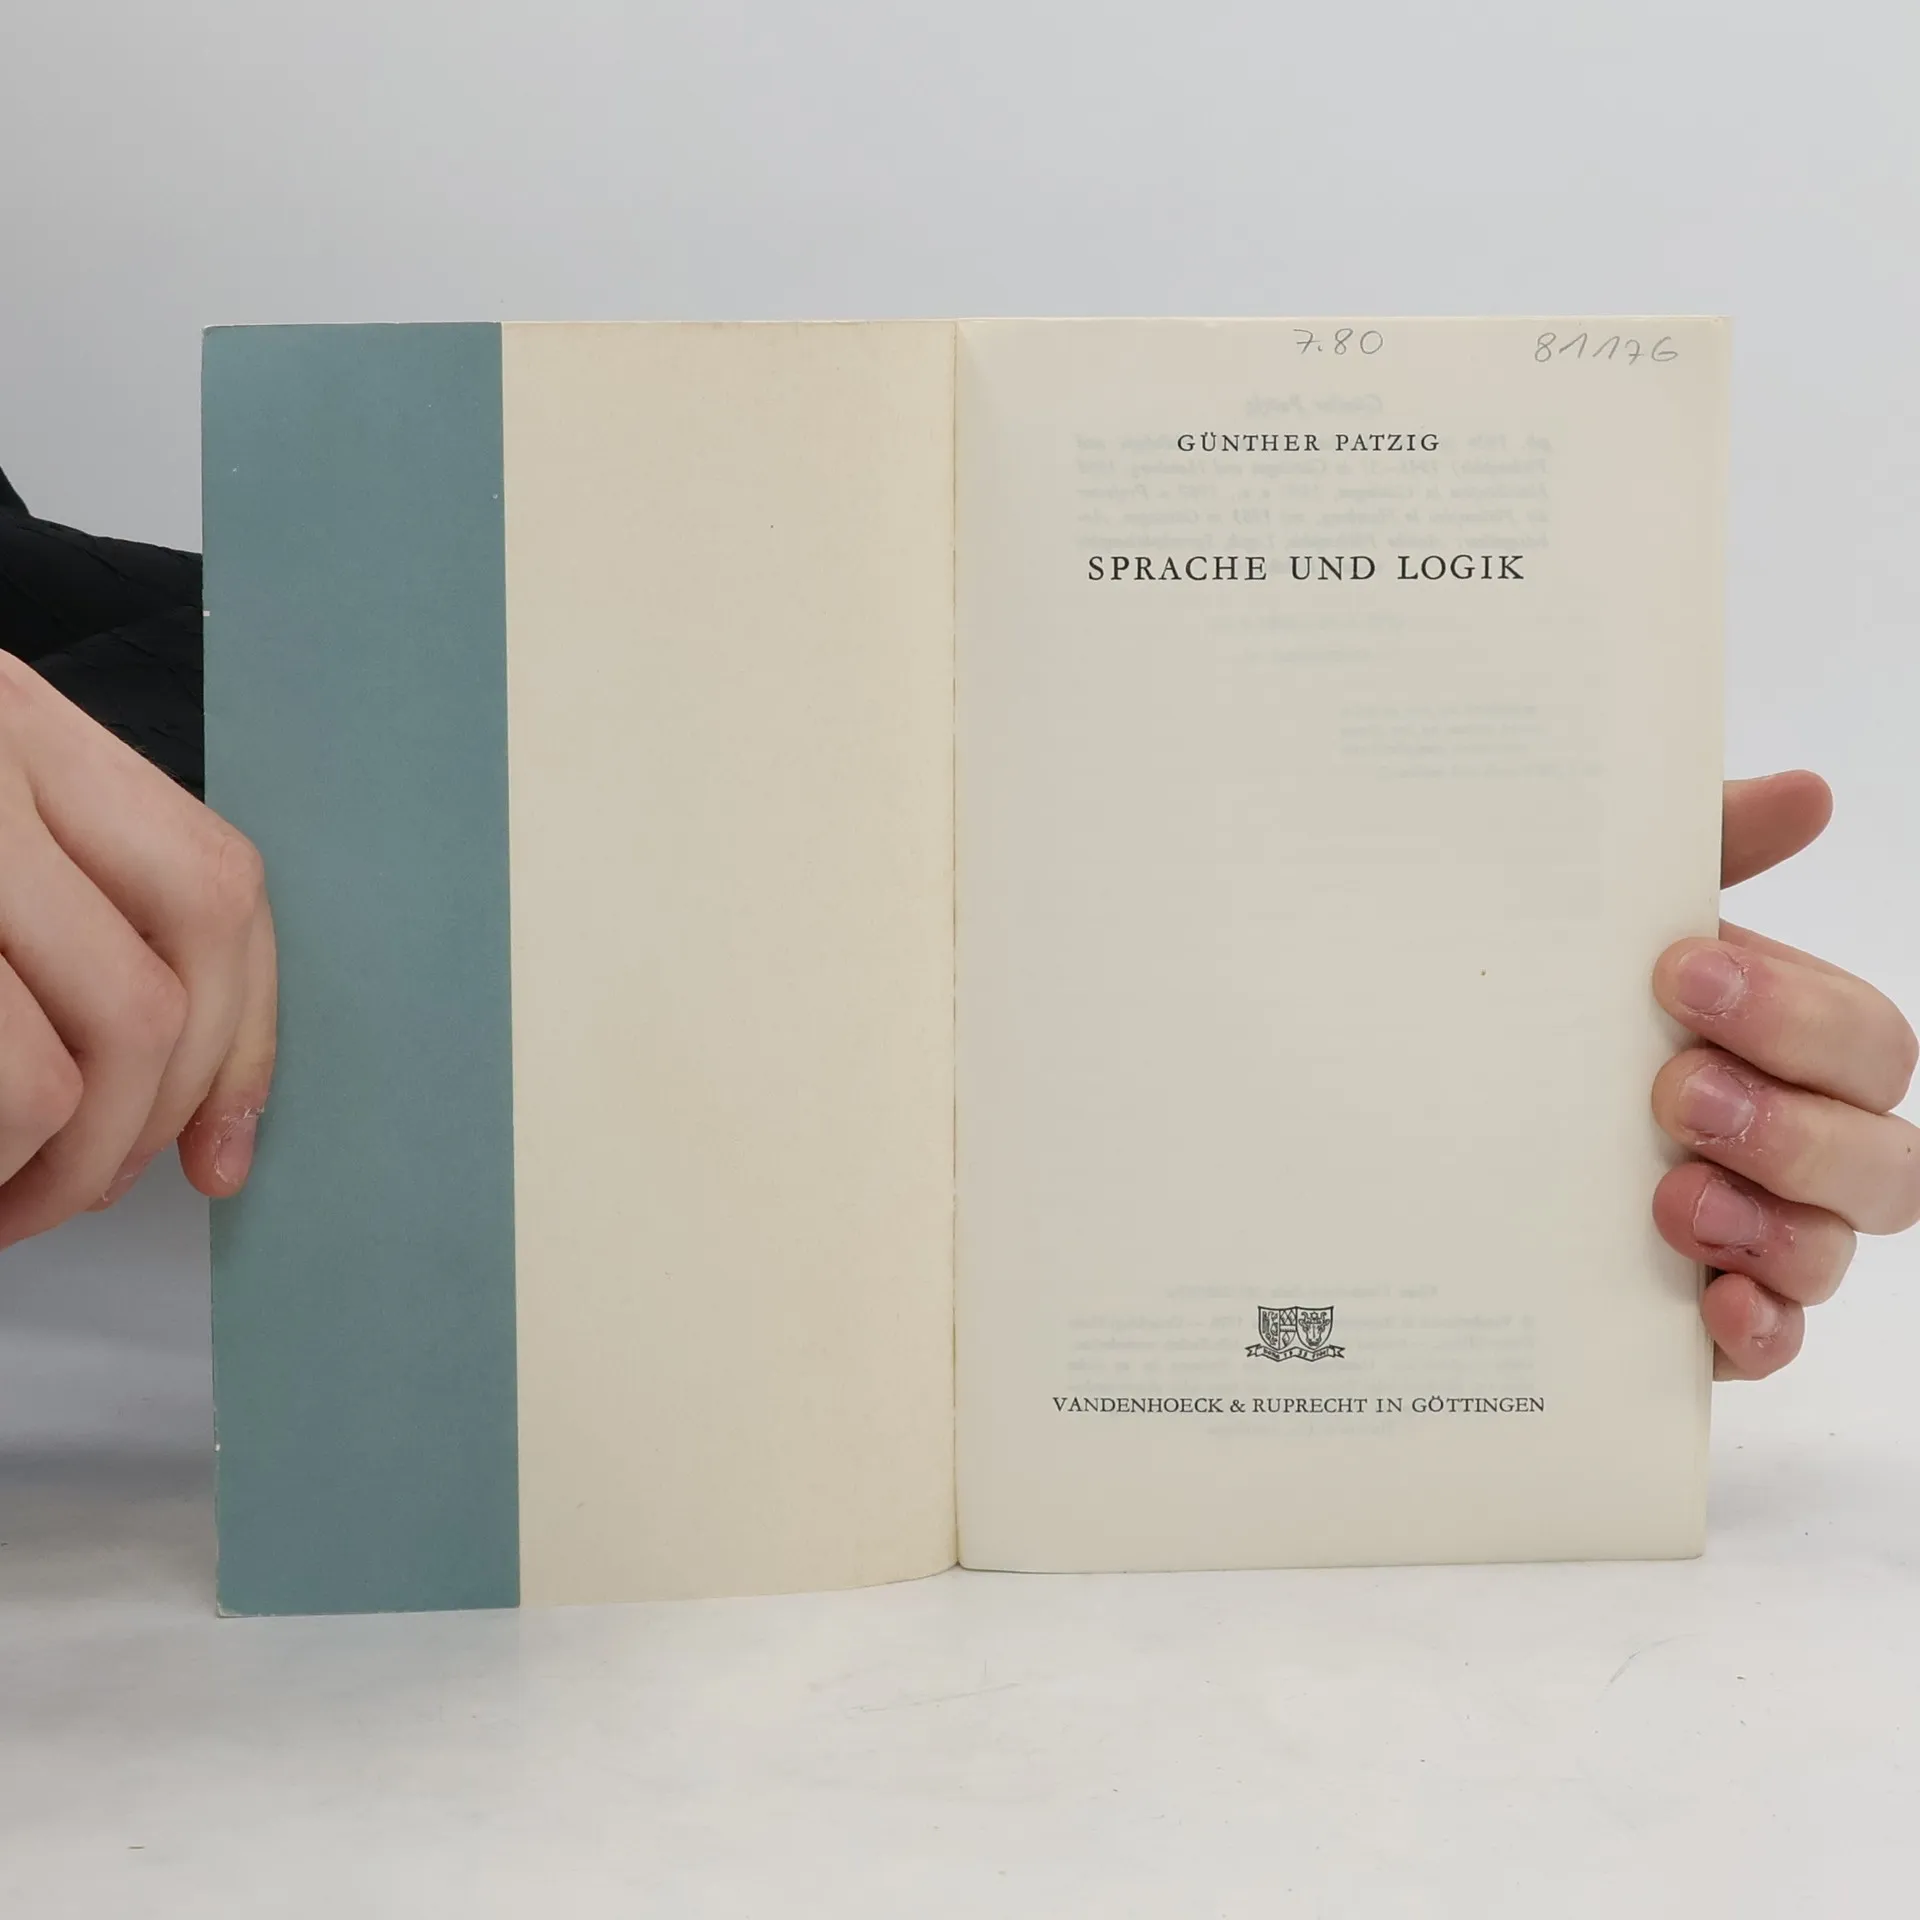 7.80 81176
GÜNTHER PATZIG
SPRACHE UND LOGIK
VANDENHOECK & RUPRECHT IN GÖTTINGEN